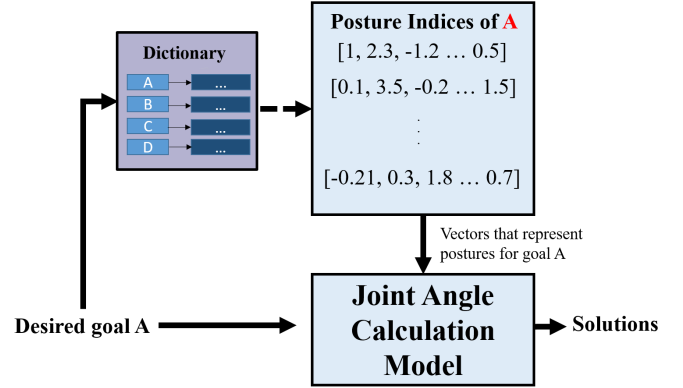 Dictionary
A ...
B ...
C ...
D ...
Posture Indices of A
[1, 2.3, -1.2 … 0.5]
[0.1, 3.5, -0.2 … 1.5]
.
.
.
[-0.21, 0.3, 1.8 … 0.7]
Vectors that represent
postures for goal A
Desired goal A
Joint Angle
Calculation
Model
Solutions